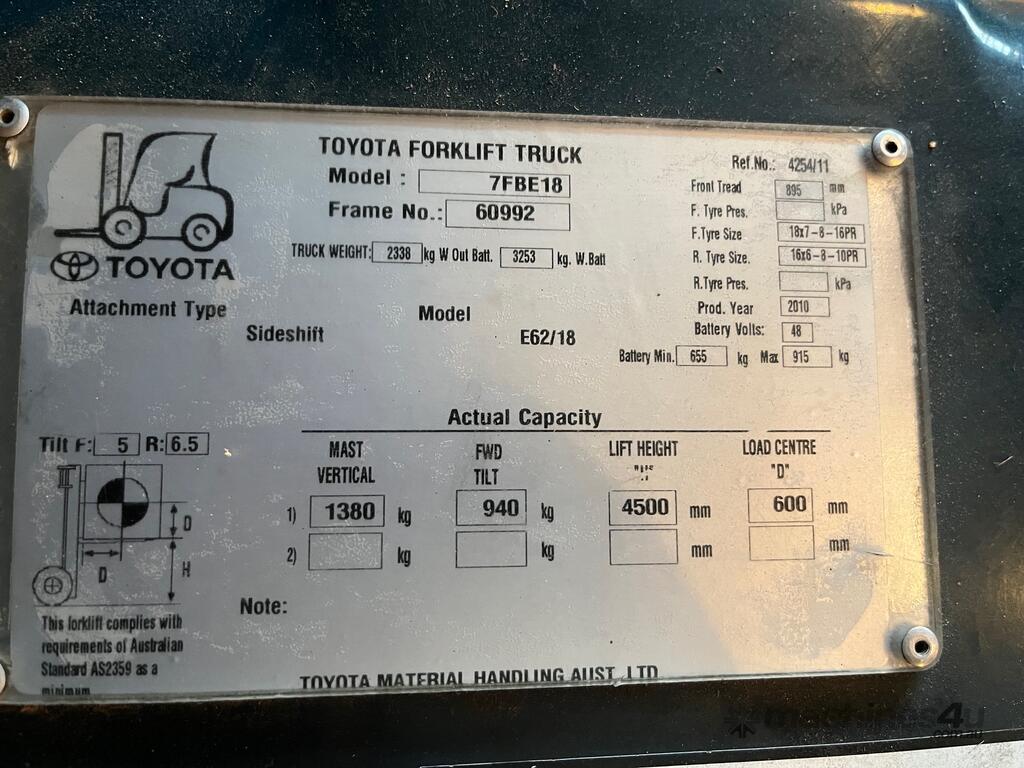 TOYOTA FORKLIFT TRUCK
Model : 7FBE18
Frame No.: 60992
TRUCK WEIGHT: 2338 kg W Out Batt. 3253 kg. W.Batt
Ref.No.: 4254/11
Front Tread 895 mm
F. Tyre Pres. kPa
F.Tyre Size 18x7-8-16PR
R. Tyre Size. 16x6-8-10PR
R.Tyre Pres. kPa
Prod. Year 2010
Battery Volts: 48
Battery Min. 655 kg Max 915 kg
TOYOTA
Attachment Type Model
Sideshift E62/18
Actual Capacity
Tilt F: 5 R: 6.5
MAST VERTICAL
FWD TILT
LIFT HEIGHT
LOAD CENTRE "D"
1) 1380 kg 940 kg 4500 mm 600 mm
2) kg kg mm mm
D
D
H
Note:
This forklift complies with
requirements of Australian
Standard AS2359 as a
minimum
TOYOTA MATERIAL HANDLING AUST. LTD
machines4u
.com.au